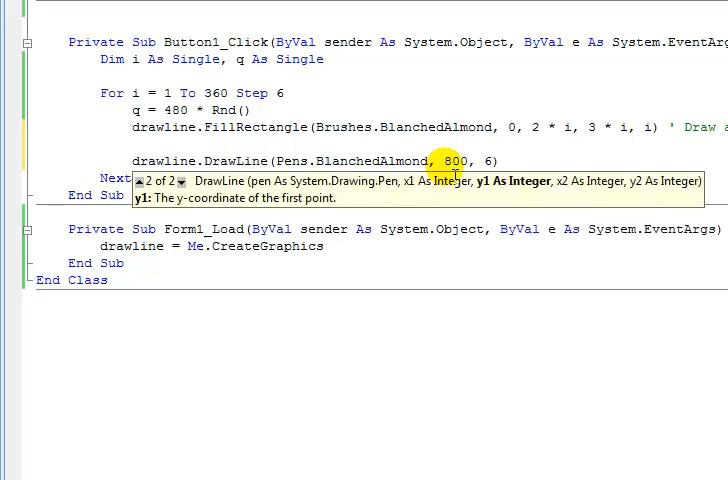 Private Sub Button1_Click(ByVal sender As System.Object, ByVal e As System.EventArg
Dim i As Single, q As Single
For i = 1 To 360 Step 6
q = 480 * Rnd()
drawline.FillRectangle(Brushes.BlanchedAlmond, 0, 2 * i, 3 * i, i) ' Draw a
drawline.DrawLine(Pens.BlanchedAlmond, 800, 6)
Next
2 of 2 DrawLine (pen As System.Drawing.Pen, x1 As Integer, y1 As Integer, x2 As Integer, y2 As Integer)
y1: The y-coordinate of the first point.
End Sub
Private Sub Form1_Load(ByVal sender As System.Object, ByVal e As System.EventArgs)
drawline = Me.CreateGraphics
End Sub
End Class